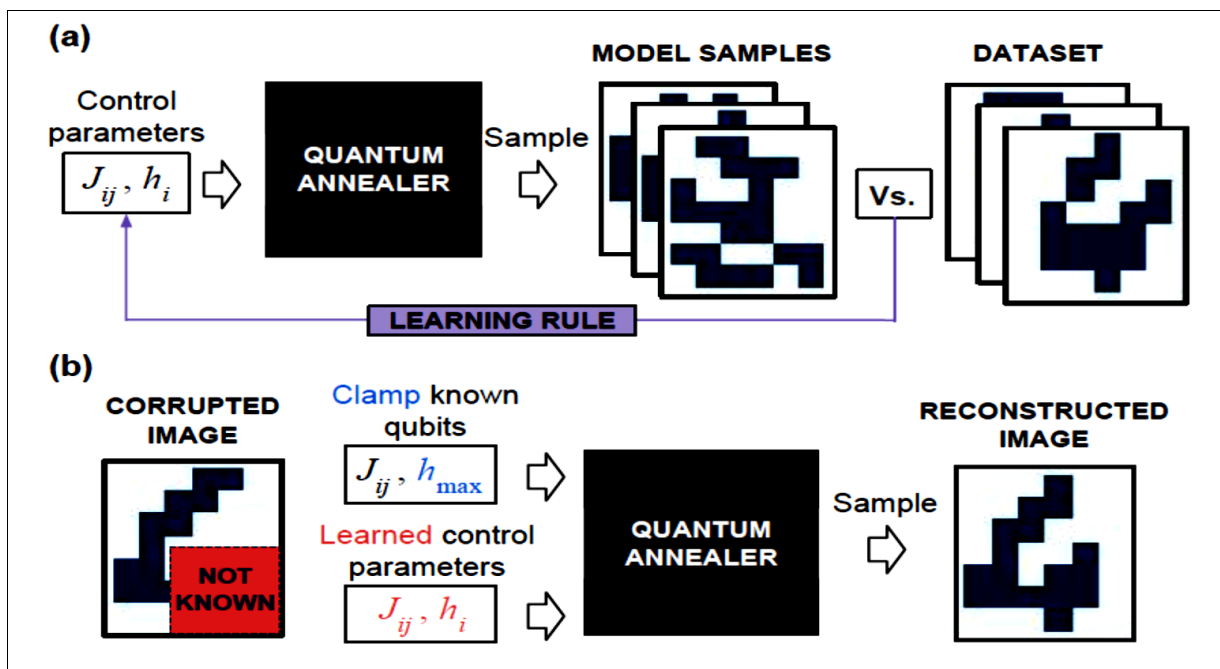 (a)
Control
parameters
J_ij , h_i
QUANTUM
ANNEALER
Sample
MODEL SAMPLES
Vs.
DATASET
LEARNING RULE
(b)
CORRUPTED
IMAGE
NOT
KNOWN
Clamp known
qubits
J_ij , h_max
Learned control
parameters
J_ij , h_i
QUANTUM
ANNEALER
Sample
RECONSTRUCTED
IMAGE